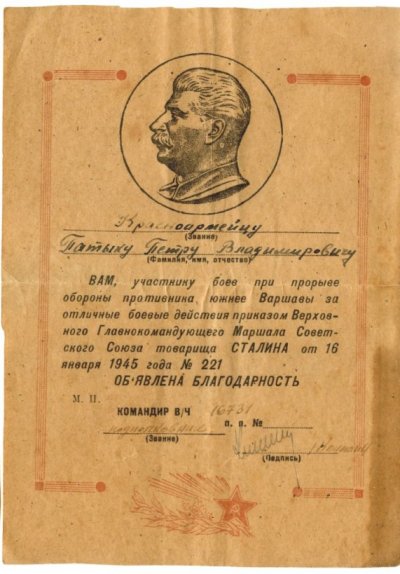 Красноармейцу
(Звание)
Патыку Петру Владимировичу
(Фамилия, имя, отчество)
ВАМ, участнику боев при прорыве
обороны противника южнее Варшавы за
отличные боевые действия приказом Верхов-
ного Главнокомандующего Маршала Совет-
ского Союза товарища СТАЛИНА от 16
января 1945 года № 221
ОБ‘ЯВЛЕНА БЛАГОДАРНОСТЬ
М. П.
КОМАНДИР В/Ч 16731
п. п. №
подполковник
(Звание)
(Подпись)